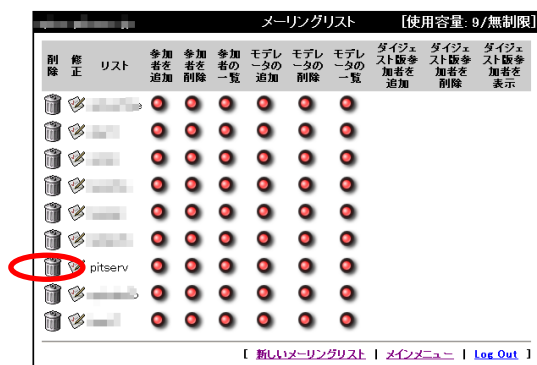 メーリングリスト [使用容量: 9/無制限]
削除 修正 リスト 参加者を追加 参加者を削除 参加者の一覧 モデレータの追加 モデレータの削除 モデレータの一覧 ダイジェスト版参加者を追加 ダイジェスト版参加者を削除 ダイジェスト版参加者を表示
pitserv
[ 新しいメーリングリスト | メインメニュー | Log Out ]